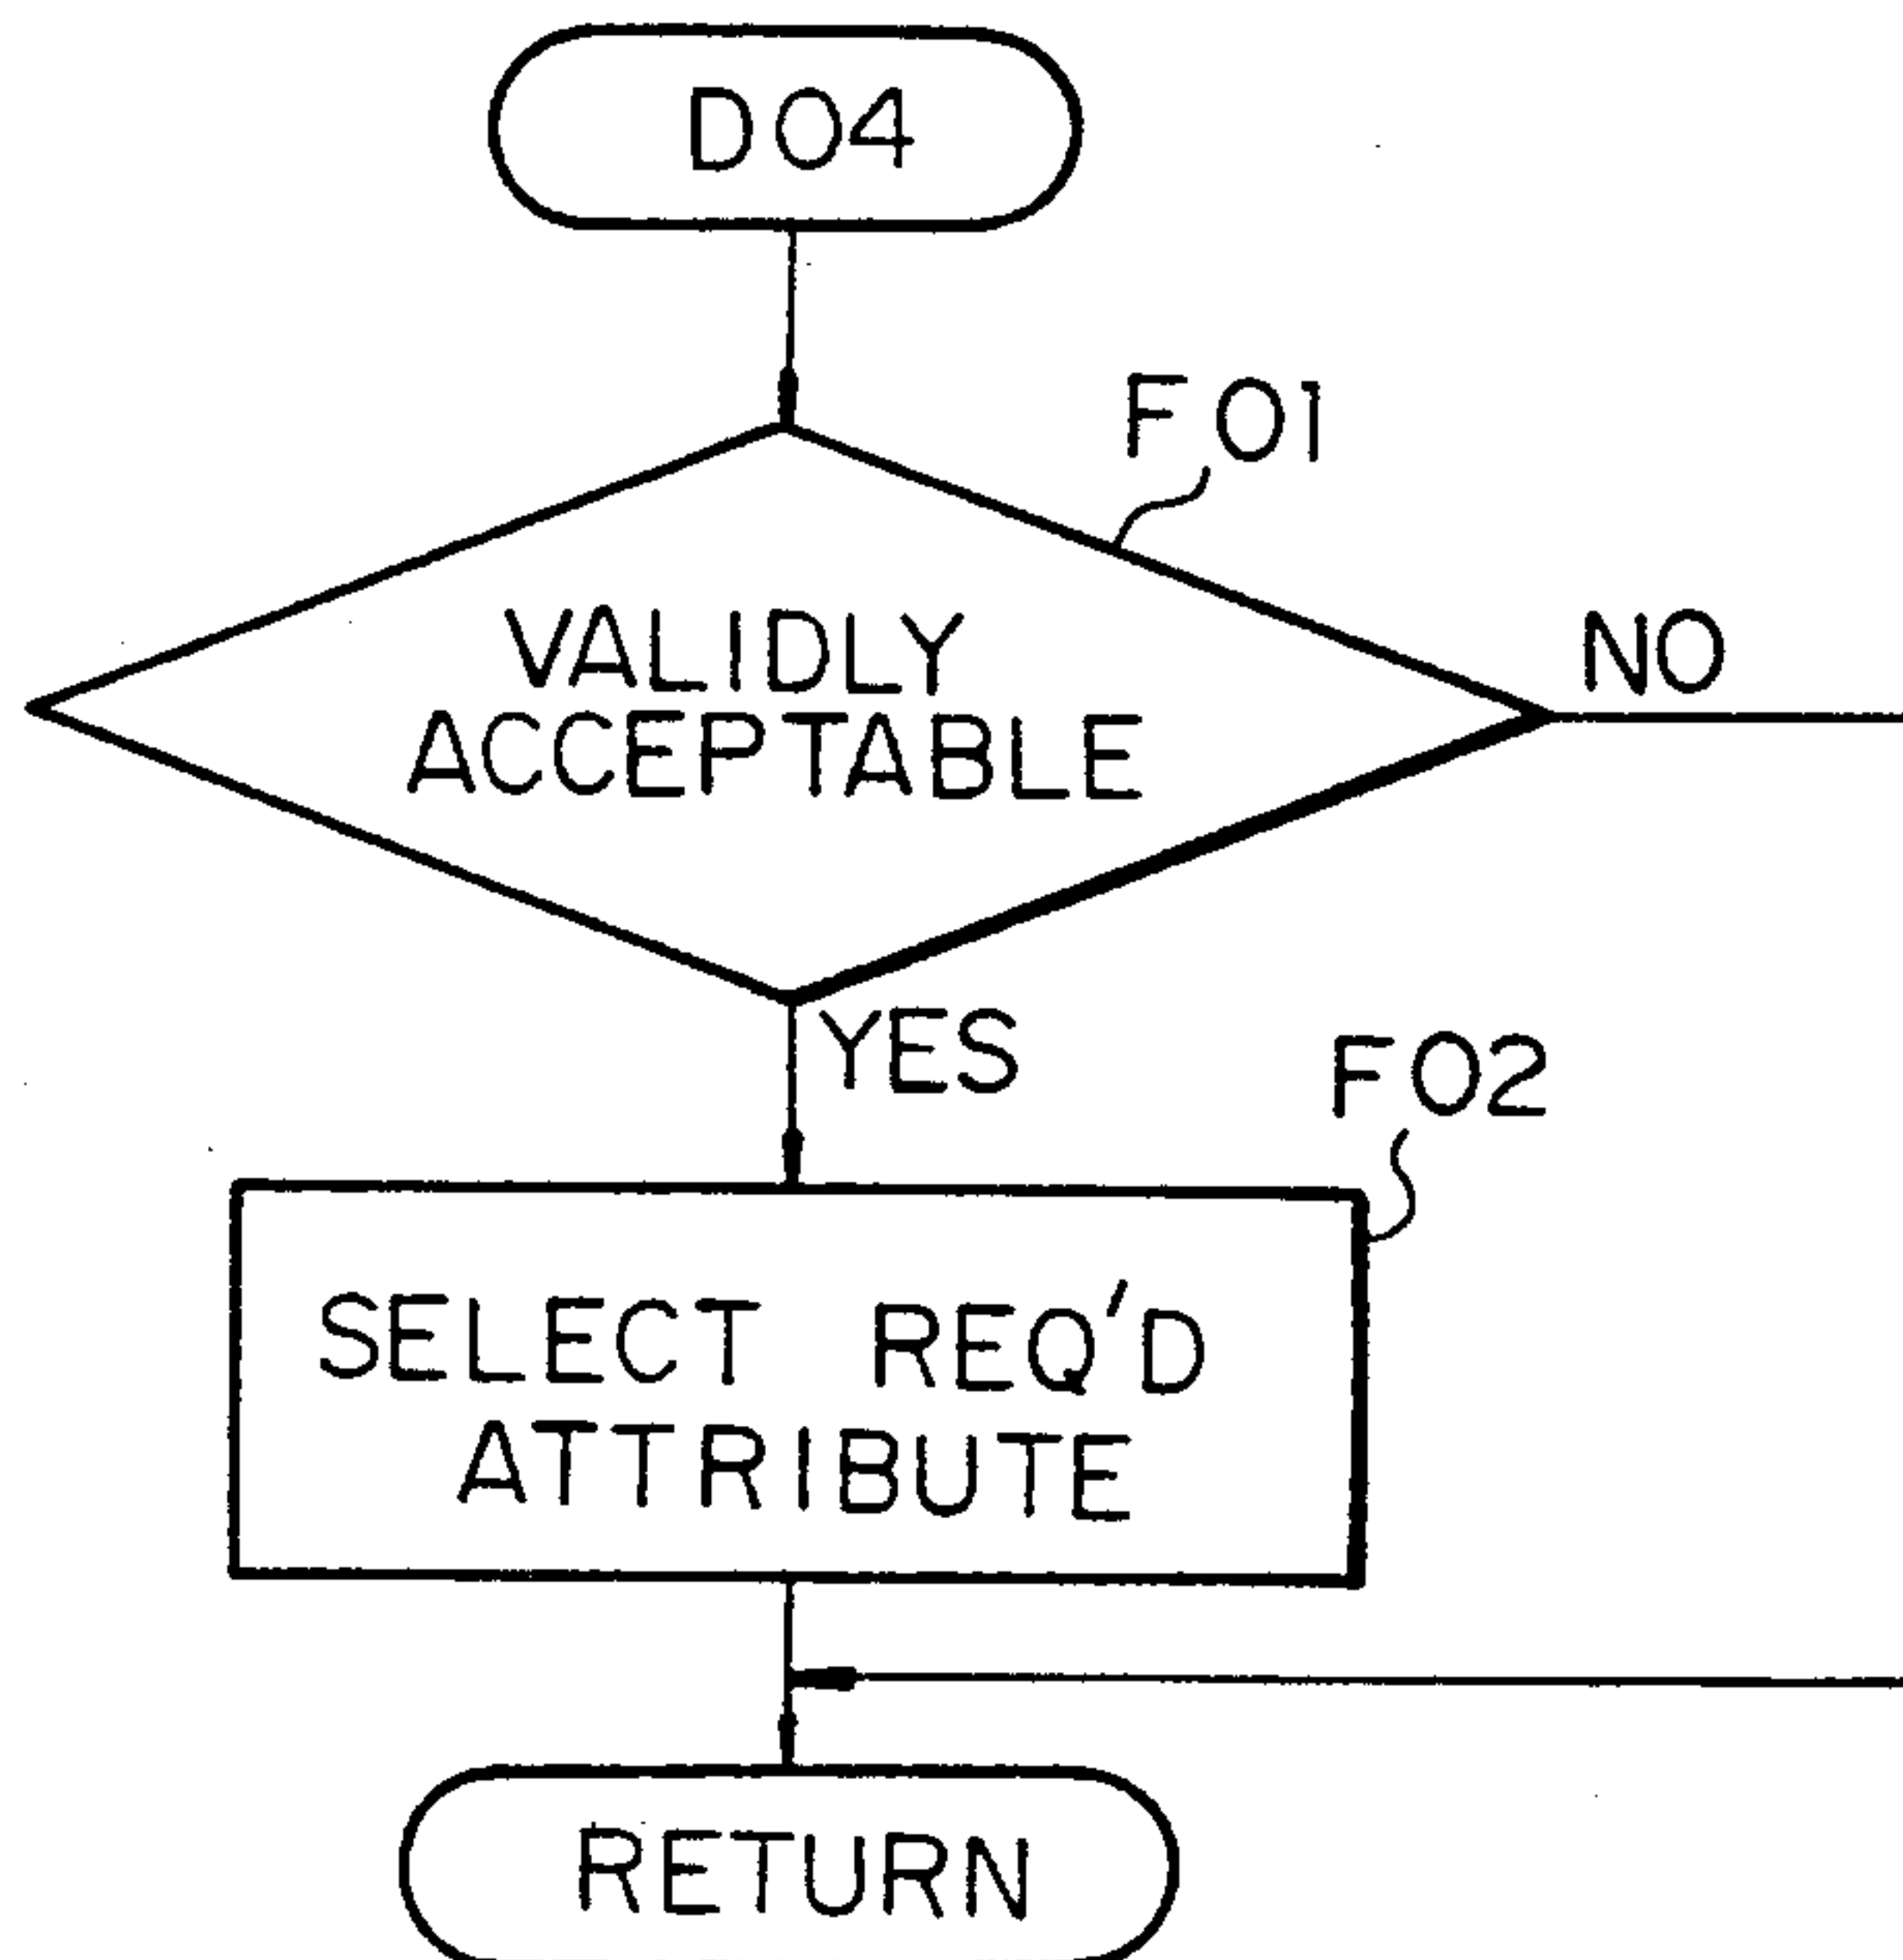 D04
F01
VALIDLY
ACCEPTABLE
NO
YES
F02
SELECT REQ'D
ATTRIBUTE
RETURN